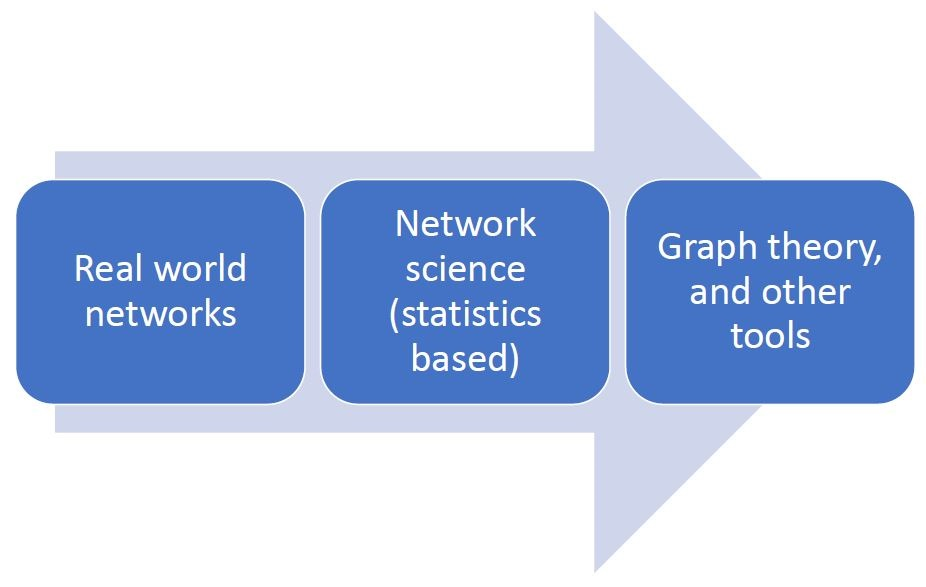 Real world
networks
Network
science
(statistics
based)
Graph theory,
and other
tools